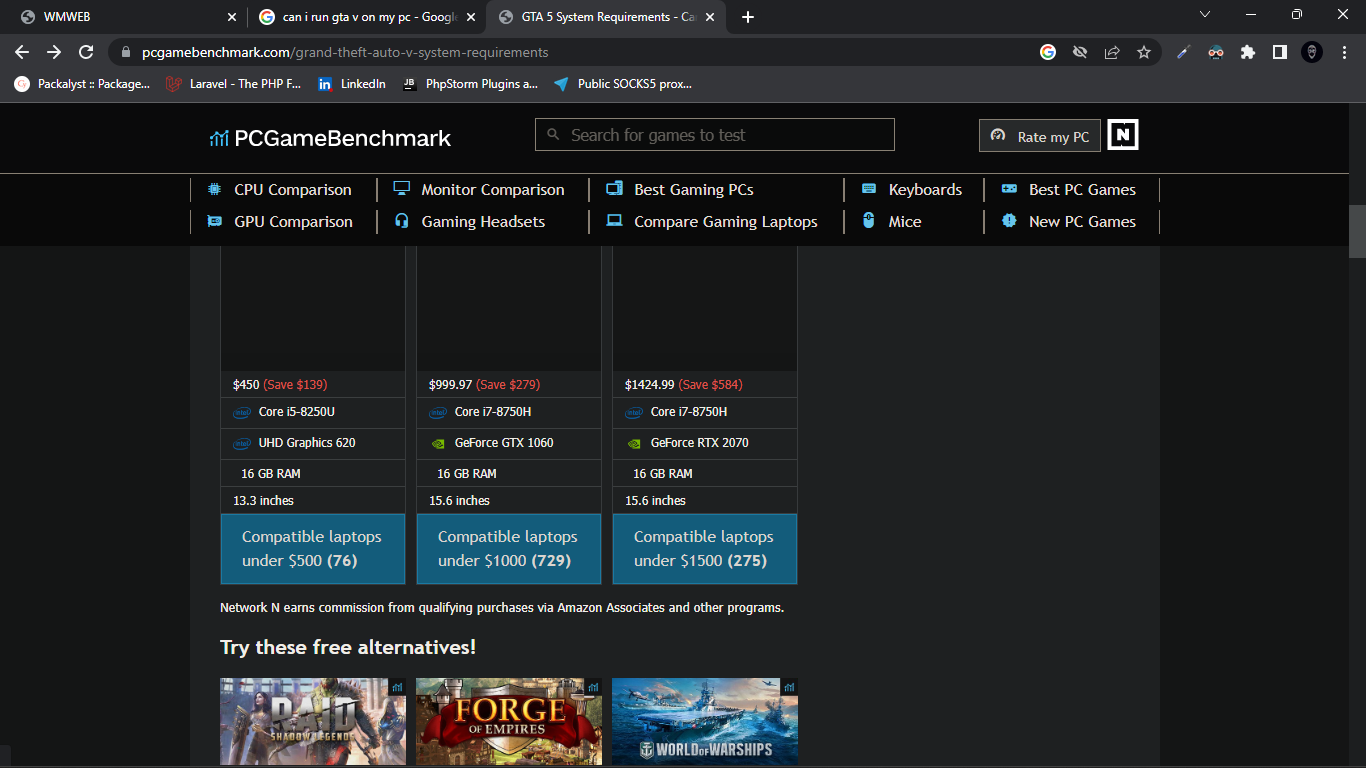 WMWEB
can i run gta v on my pc - Google
GTA 5 System Requirements - Ca
pcgamebenchmark.com/grand-theft-auto-v-system-requirements
Packalyst :: Package...
Laravel - The PHP F...
in LinkedIn
JB PhpStorm Plugins a...
Public SOCKS5 prox...
PCGameBenchmark
Search for games to test
Rate my PC
N
CPU Comparison
Monitor Comparison
Best Gaming PCs
Keyboards
Best PC Games
GPU Comparison
Gaming Headsets
Compare Gaming Laptops
Mice
New PC Games
$450 (Save $139)
$999.97 (Save $279)
$1424.99 (Save $584)
intel Core i5-8250U
intel Core i7-8750H
intel Core i7-8750H
intel UHD Graphics 620
GeForce GTX 1060
GeForce RTX 2070
16 GB RAM
16 GB RAM
16 GB RAM
13.3 inches
15.6 inches
15.6 inches
Compatible laptops
under $500 (76)
Compatible laptops
under $1000 (729)
Compatible laptops
under $1500 (275)
Network N earns commission from qualifying purchases via Amazon Associates and other programs.
Try these free alternatives!
RAID
SHADOW LEGENDS
FORGE
OF EMPIRES
WORLD OF WARSHIPS